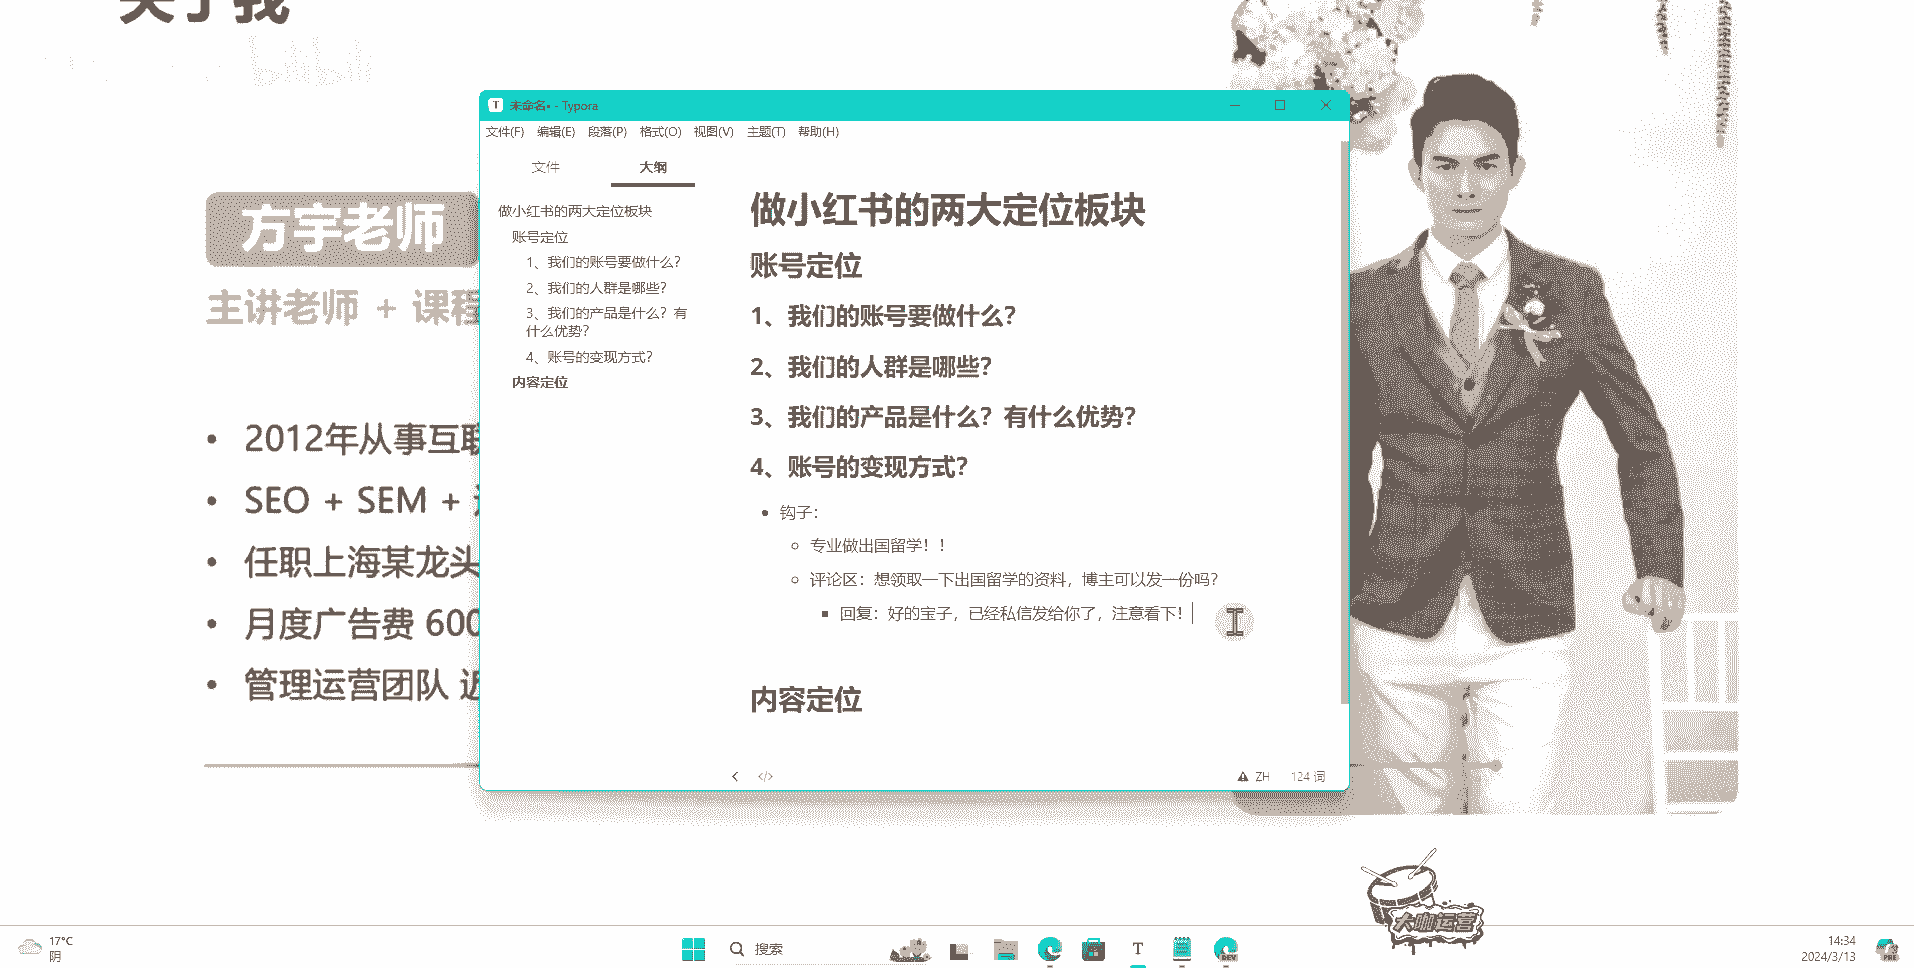 关于我
bilibili
方宇老师
主讲老师 + 课程
2012年从事互联
SEO + SEM +
任职上海某龙头
月度广告费 600
管理运营团队 近
未命名• - Typora
文件(F) 编辑(E) 段落(P) 格式(O) 视图(V) 主题(T) 帮助(H)
文件 大纲
做小红书的两大定位板块
账号定位
1、我们的账号要做什么?
2、我们的人群是哪些?
3、我们的产品是什么？有
什么优势?
4、账号的变现方式?
内容定位
做小红书的两大定位板块
账号定位
1、我们的账号要做什么?
2、我们的人群是哪些?
3、我们的产品是什么？有什么优势?
4、账号的变现方式?
钩子：
专业做出国留学！！
评论区：想领取一下出国留学的资料，博主可以发一份吗?
回复：好的宝子，已经私信发给你了，注意看下！
内容定位
</>
ZH 124 词
大咖运营
17°C
阴
搜索
T
DEV
14:34
2024/3/13
PRE